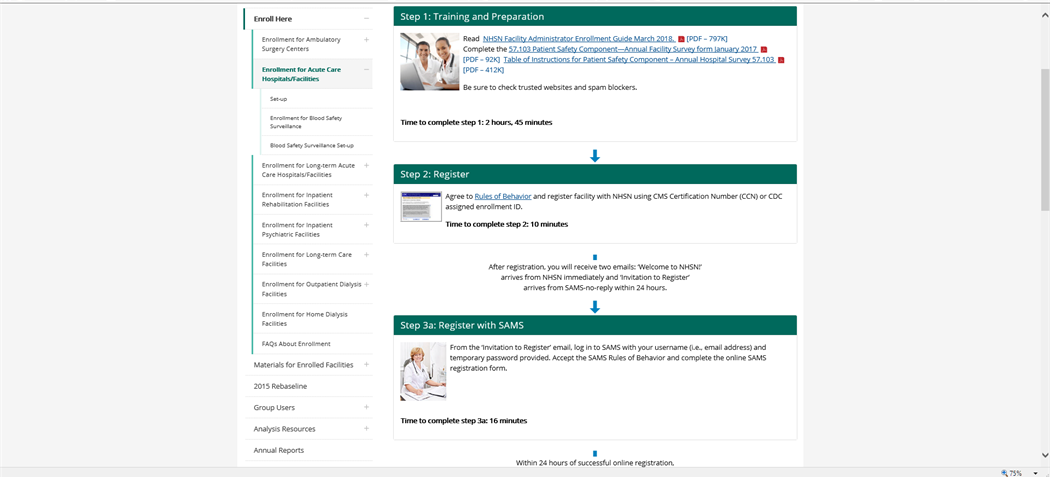 Enroll Here
Enrollment for Ambulatory
Surgery Centers
Enrollment for Acute Care
Hospitals/Facilities
Set-up
Enrollment for Blood Safety
Surveillance
Blood Safety Surveillance Set-up
Enrollment for Long-term Acute
Care Hospitals/Facilities
Enrollment for Inpatient
Rehabilitation Facilities
Enrollment for Inpatient
Psychiatric Facilities
Enrollment for Long-term Care
Facilities
Enrollment for Outpatient Dialysis
Facilities
Enrollment for Home Dialysis
Facilities
FAQs About Enrollment
Materials for Enrolled Facilities
2015 Rebaseline
Group Users
Analysis Resources
Annual Reports
Step 1: Training and Preparation
Read NHSN Facility Administrator Enrollment Guide March 2018. [PDF – 797K]
Complete the 57.103 Patient Safety Component—Annual Facility Survey form January 2017
[PDF – 92K] Table of Instructions for Patient Safety Component – Annual Hospital Survey 57.103
[PDF – 412K]
Be sure to check trusted websites and spam blockers.
Time to complete step 1: 2 hours, 45 minutes
Step 2: Register
Agree to Rules of Behavior and register facility with NHSN using CMS Certification Number (CCN) or CDC
assigned enrollment ID.
Time to complete step 2: 10 minutes
After registration, you will receive two emails: 'Welcome to NHSN!'
arrives from NHSN immediately and 'Invitation to Register'
arrives from SAMS-no-reply within 24 hours.
Step 3a: Register with SAMS
From the 'Invitation to Register' email, log in to SAMS with your username (i.e., email address) and
temporary password provided. Accept the SAMS Rules of Behavior and complete the online SAMS
registration form.
Time to complete step 3a: 16 minutes
Within 24 hours of successful online registration,
75%